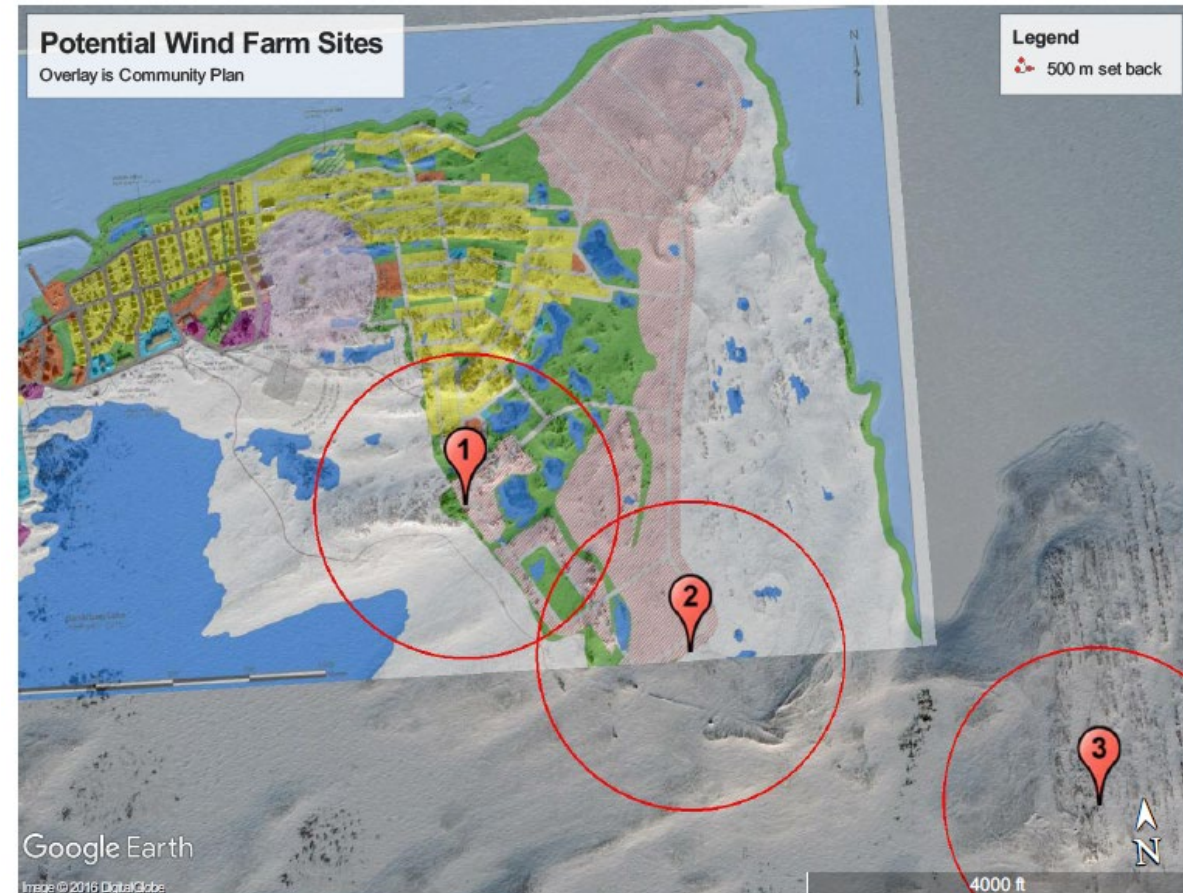 Potential Wind Farm Sites
Overlay is Community Plan
N
Legend
500 m set back
1
2
3
N
Google Earth
Image © 2016 DigitalGlobe
4000 ft